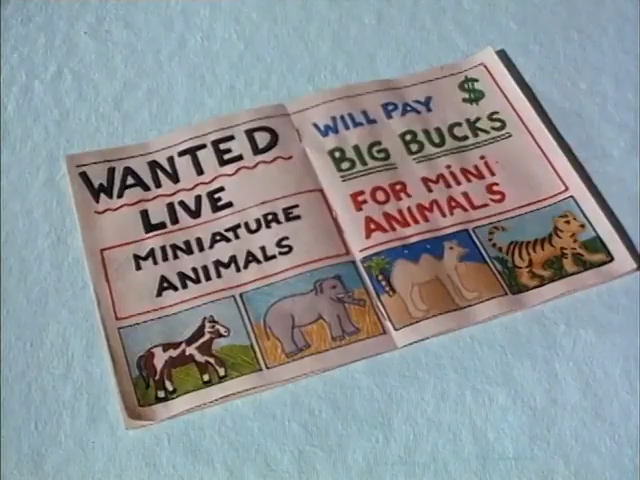 WANTED
LIVE
MINIATURE
ANIMALS
WILL PAY $
BIG BUCKS
FOR MINI
ANIMALS